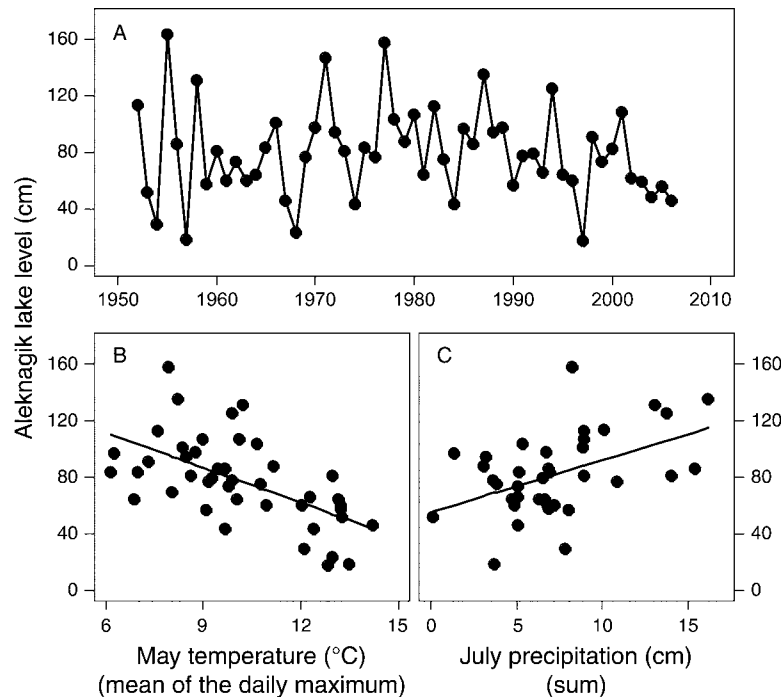 A
Aleknagik lake level (cm)
160
120
80
40
0
1950 1960 1970 1980 1990 2000 2010
B
C
160
120
80
40
0
160
120
80
40
0
6 9 12 15
0 5 10 15
May temperature (°C)
(mean of the daily maximum)
July precipitation (cm)
(sum)